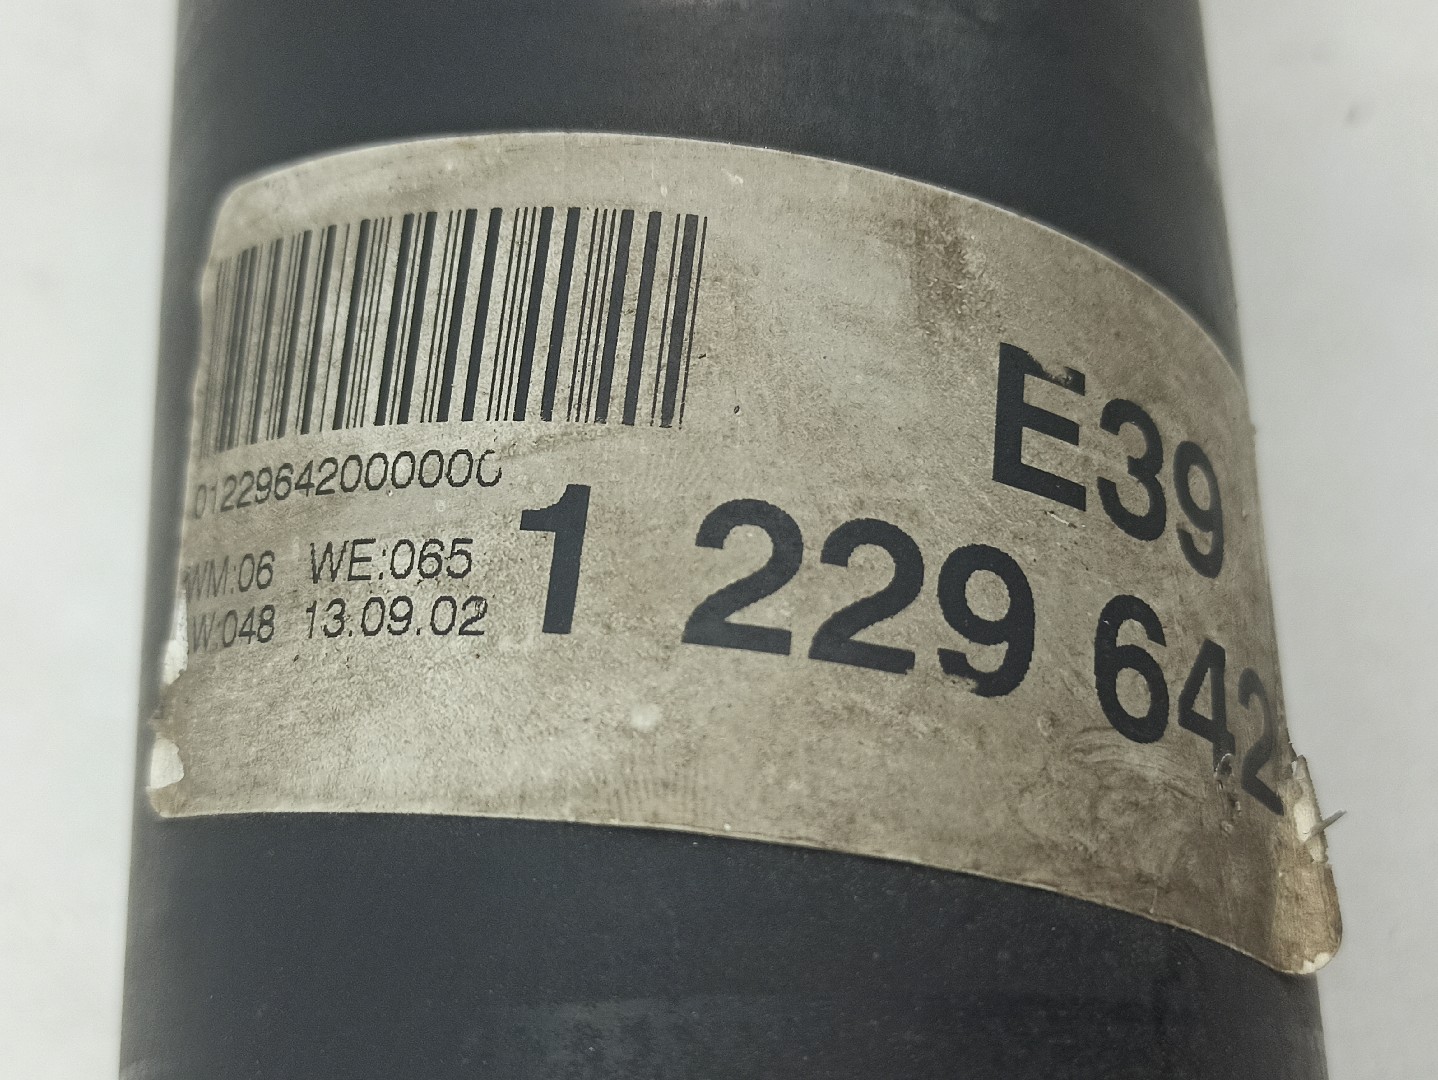 E39
01229642000000
1 229 642
WM:06 WE:065
W:048 13.09.02